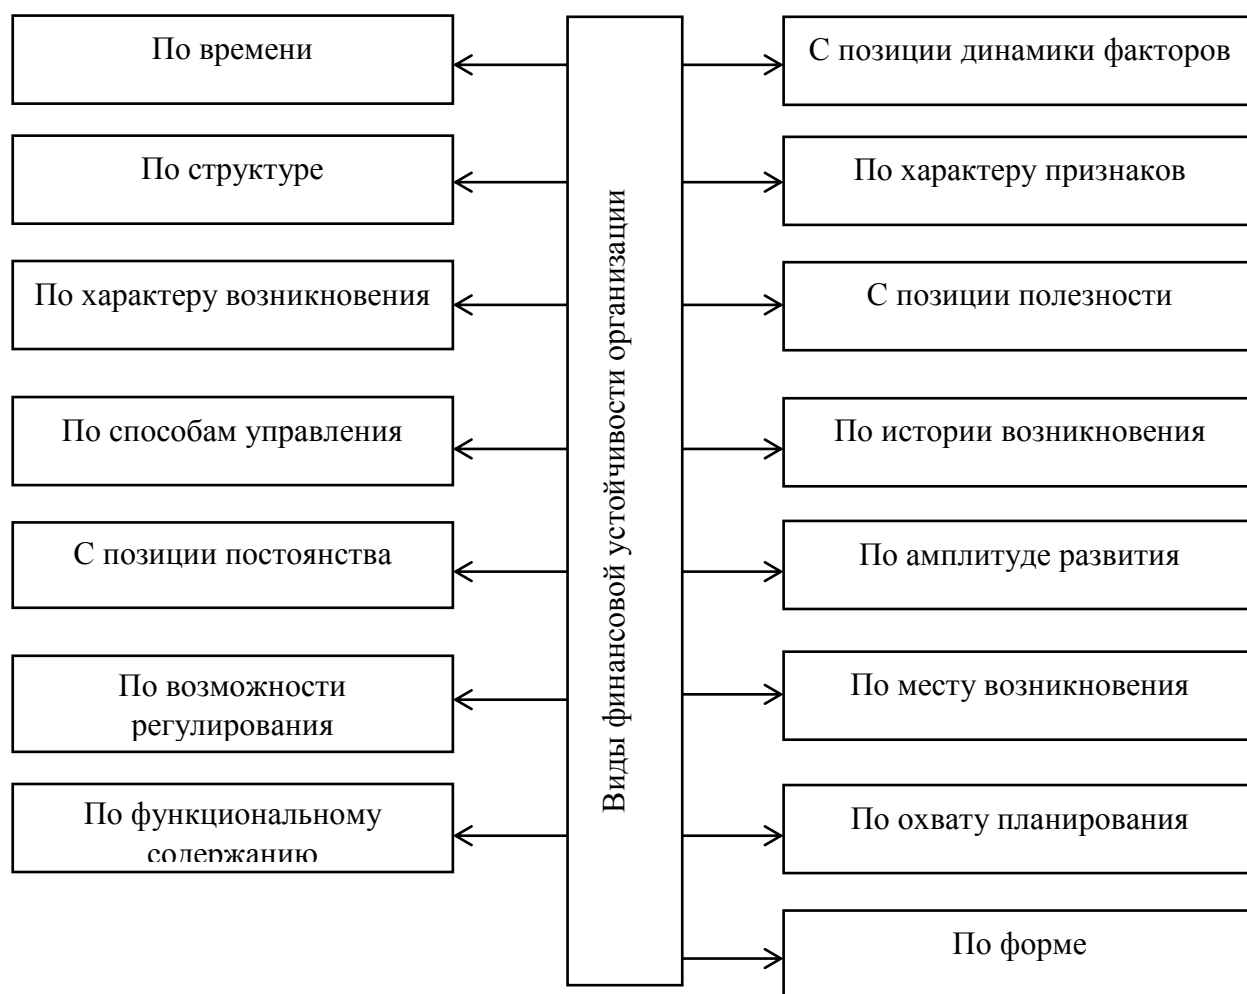 По времени
По структуре
По характеру возникновения
По способам управления
С позиции постоянства
По возможности
регулирования
По функциональному
содержанию
Виды финансовой устойчивости организации
С позиции динамики факторов
По характеру признаков
С позиции полезности
По истории возникновения
По амплитуде развития
По месту возникновения
По охвату планирования
По форме